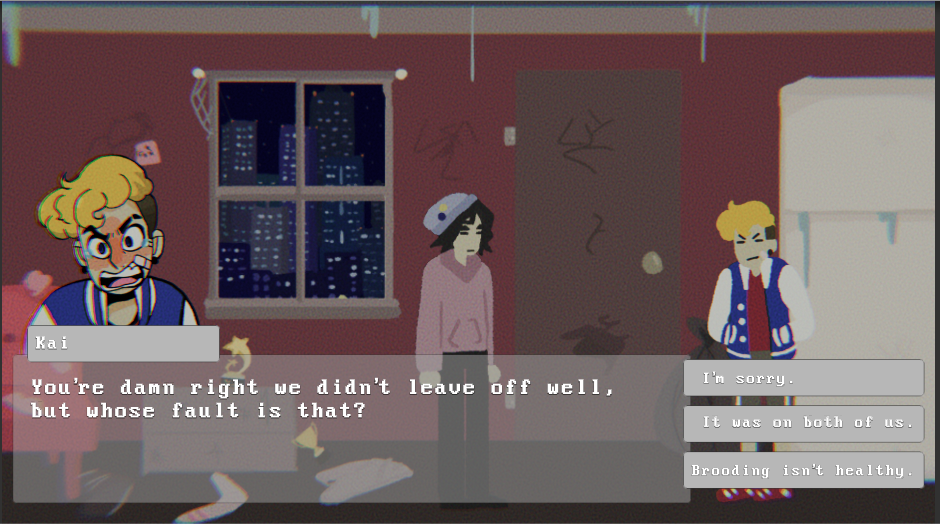 Kai
You're damn right we didn't leave off well,
but whose fault is that?
I'm sorry.
It was on both of us.
Brooding isn't healthy.